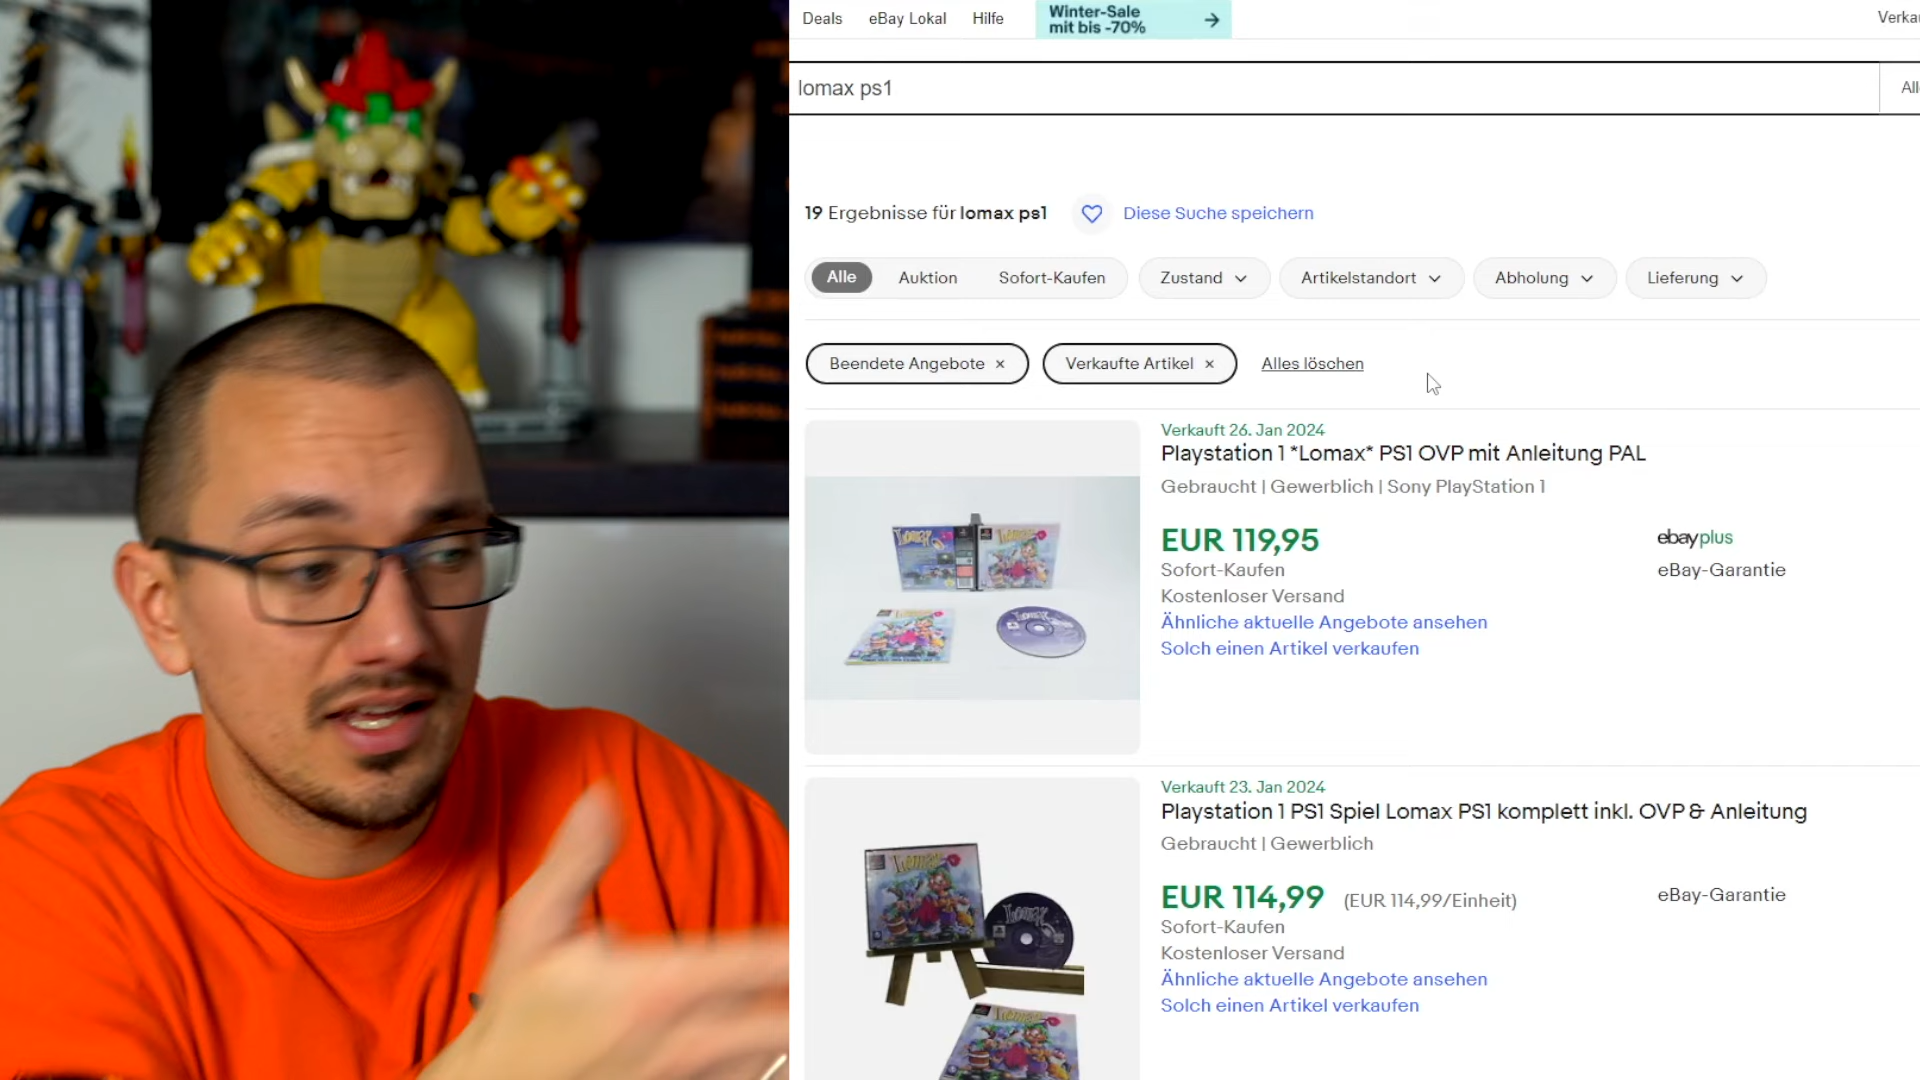 Deals eBay Lokal Hilfe
Winter-Sale
mit bis -70%
lomax ps1
19 Ergebnisse für lomax ps1
Diese Suche speichern
Alle Auktion Sofort-Kaufen Zustand Artikelstandort Abholung Lieferung
Beendete Angebote × Verkaufte Artikel × Alles löschen
Verkauft 26. Jan 2024
Playstation 1 *Lomax* PS1 OVP mit Anleitung PAL
Gebraucht | Gewerblich | Sony PlayStation 1
EUR 119,95
Sofort-Kaufen
Kostenloser Versand
Ähnliche aktuelle Angebote ansehen
Solch einen Artikel verkaufen
ebayplus
eBay-Garantie
LOMAX
Verkauft 23. Jan 2024
Playstation 1 PS1 Spiel Lomax PS1 komplett inkl. OVP & Anleitung
Gebraucht | Gewerblich
EUR 114,99 (EUR 114,99/Einheit)
Sofort-Kaufen
Kostenloser Versand
Ähnliche aktuelle Angebote ansehen
Solch einen Artikel verkaufen
eBay-Garantie
LOMAX